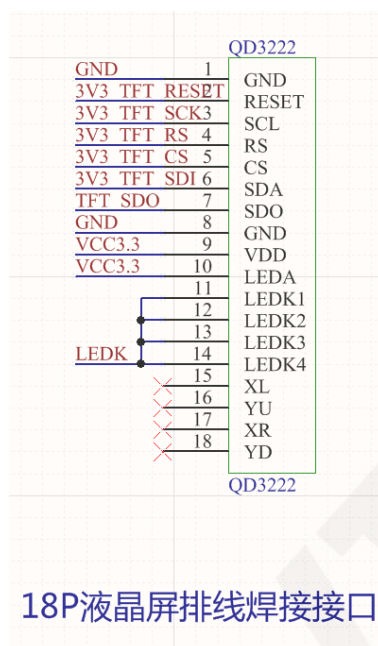 QD3222
GND 1 GND
3V3 TFT RESET 2 RESET
3V3 TFT SCK 3 SCL
3V3 TFT RS 4 RS
3V3 TFT CS 5 CS
3V3 TFT SDI 6 SDA
TFT SDO 7 SDO
GND 8 GND
VCC3.3 9 VDD
VCC3.3 10 LEDA
11 LEDK1
12 LEDK2
13 LEDK3
LEDK 14 LEDK4
15 XL
16 YU
17 XR
18 YD
QD3222
18P液晶屏排线焊接接口